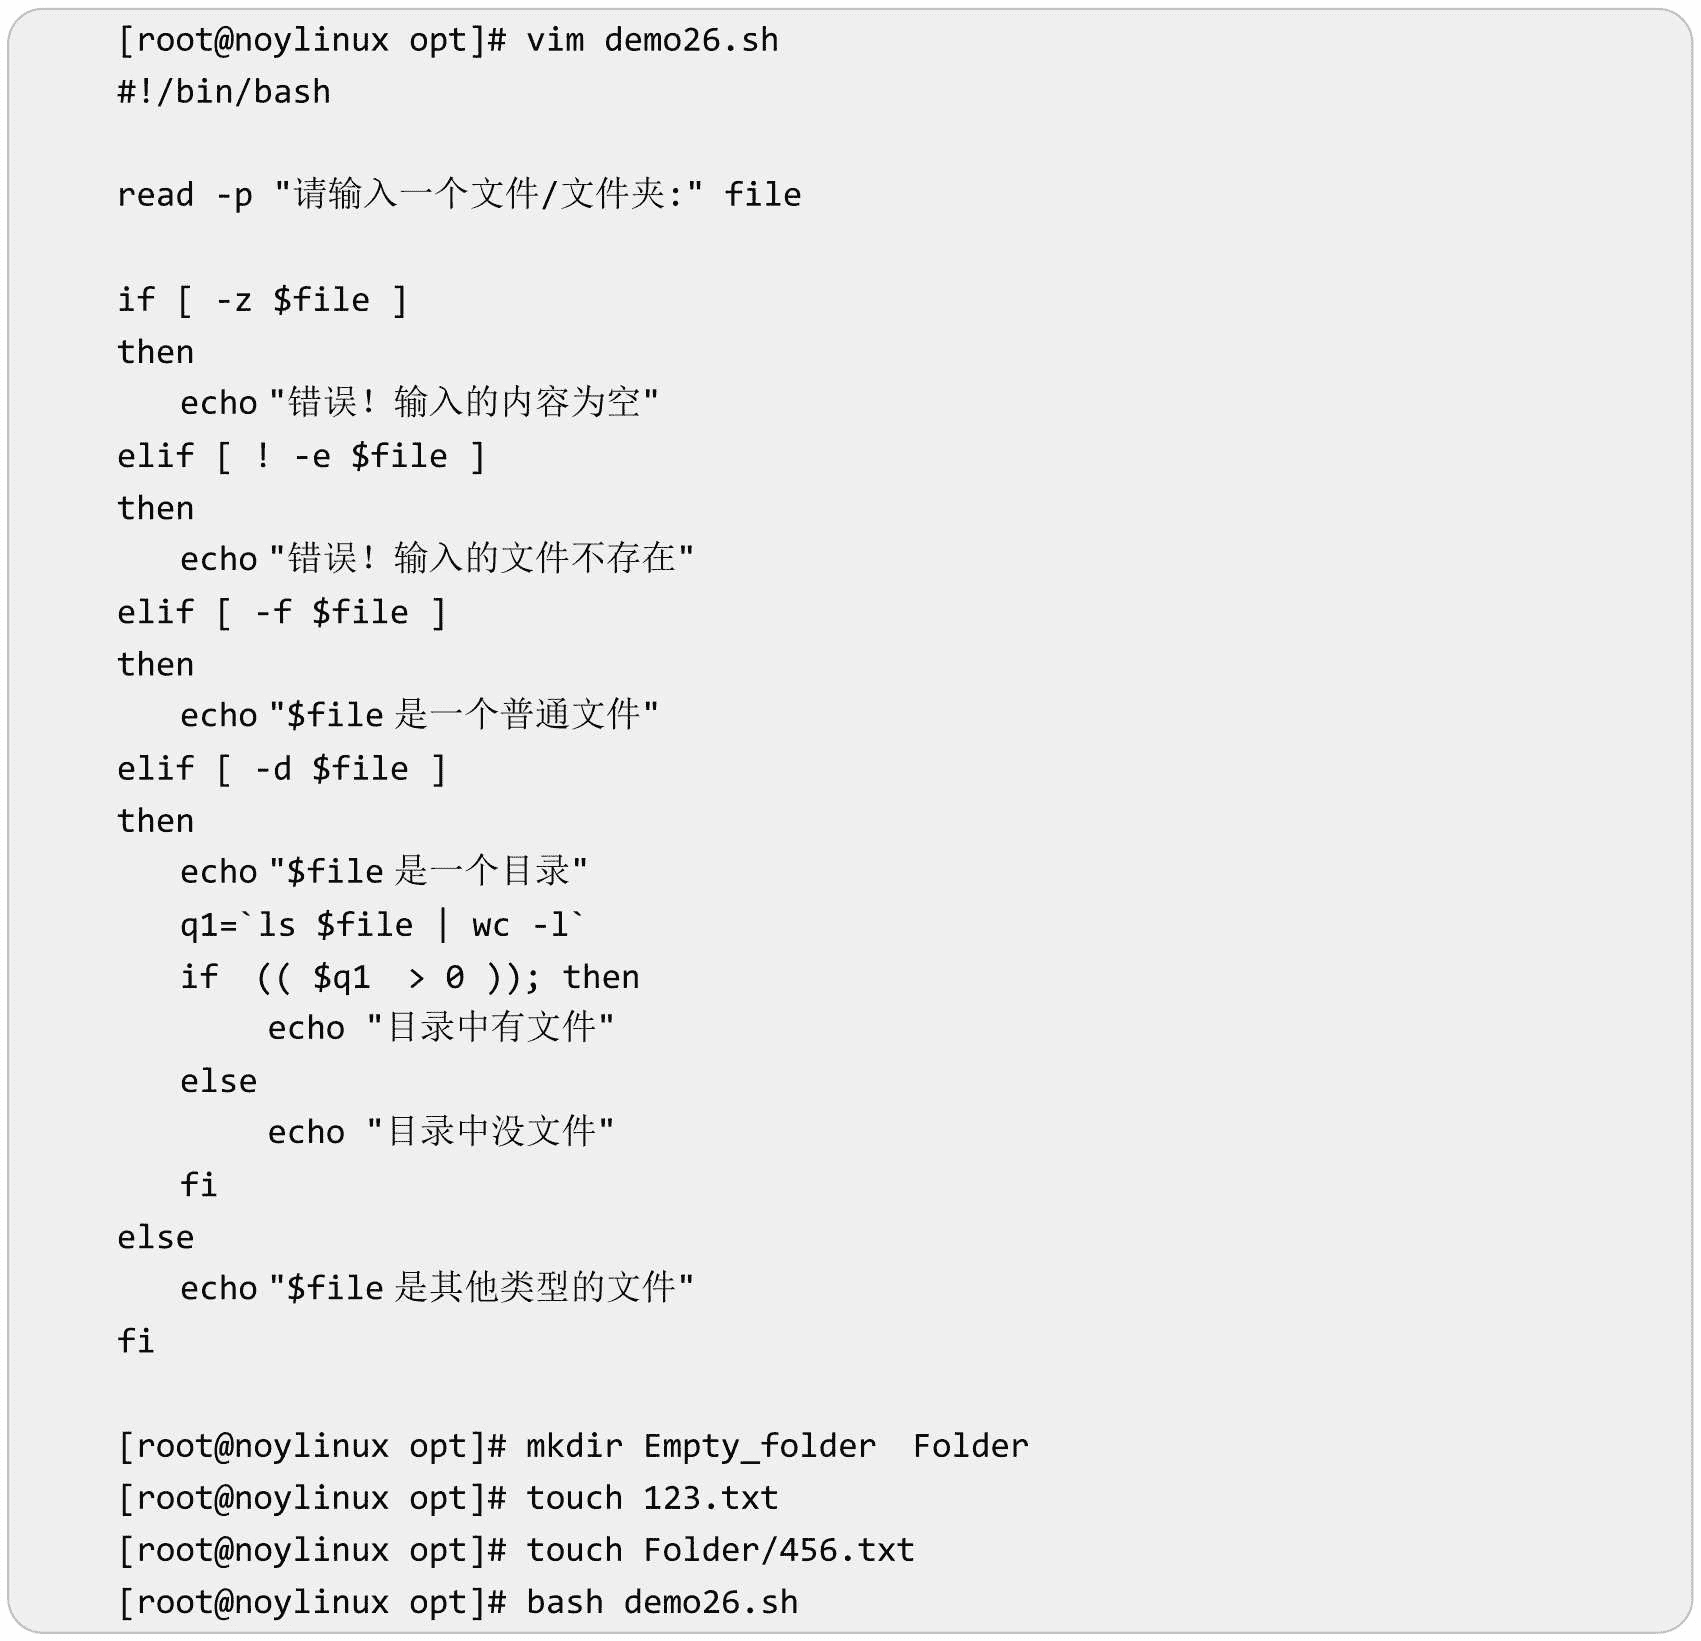 [root@noylinux opt]# vim demo26.sh
#!/bin/bash
read -p "请输入一个文件/文件夹:" file
if [ -z $file ]
then
echo "错误！输入的内容为空"
elif [ ! -e $file ]
then
echo "错误！输入的文件不存在"
elif [ -f $file ]
then
echo "$file 是一个普通文件"
elif [ -d $file ]
then
echo "$file 是一个目录"
q1=`ls $file | wc -l`
if (( $q1 > 0 )); then
echo "目录中有文件"
else
echo "目录中没文件"
fi
else
echo "$file 是其他类型的文件"
fi
[root@noylinux opt]# mkdir Empty_folder Folder
[root@noylinux opt]# touch 123.txt
[root@noylinux opt]# touch Folder/456.txt
[root@noylinux opt]# bash demo26.sh